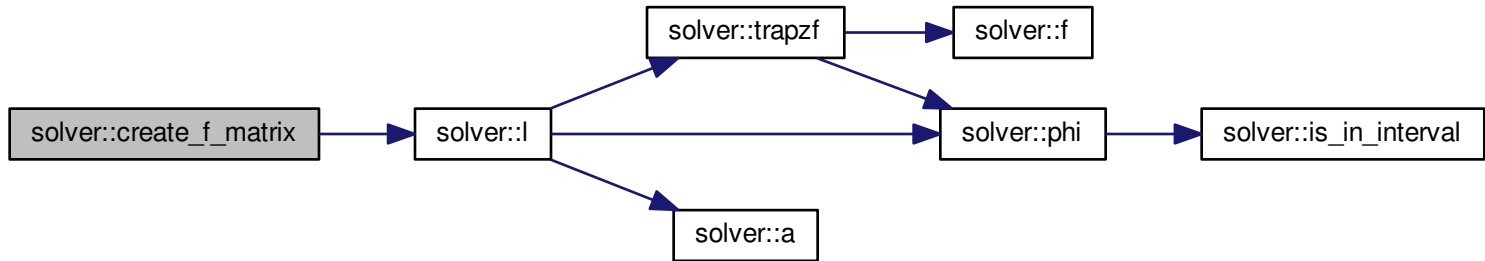 solver::trapzf
solver::f
solver::create_f_matrix
solver::l
solver::phi
solver::is_in_interval
solver::a